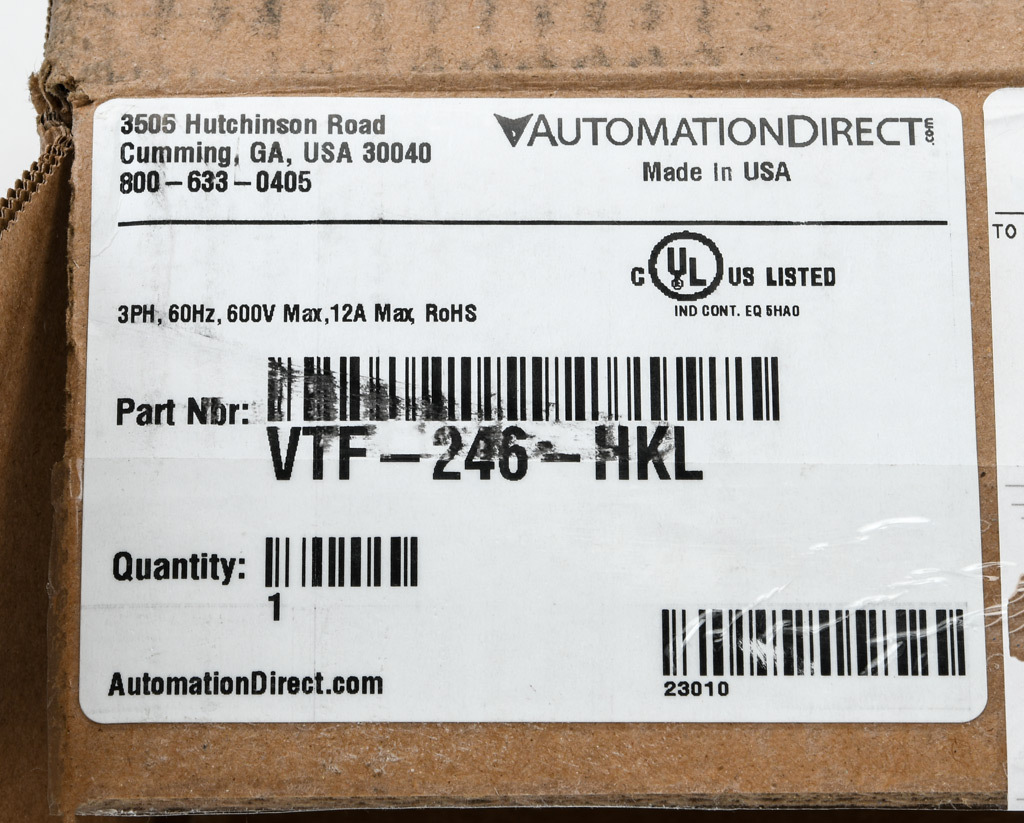 3505 Hutchinson Road
Cumming, GA, USA 30040
800-633-0405
AUTOMATIONDIRECT.com
Made In USA
C UL US LISTED
IND CONT. EQ 5HA0
3PH, 60Hz, 600V Max,12A Max, RoHS
Part Nbr:
VTF-246-HKL
Quantity:
1
AutomationDirect.com
23010
TO